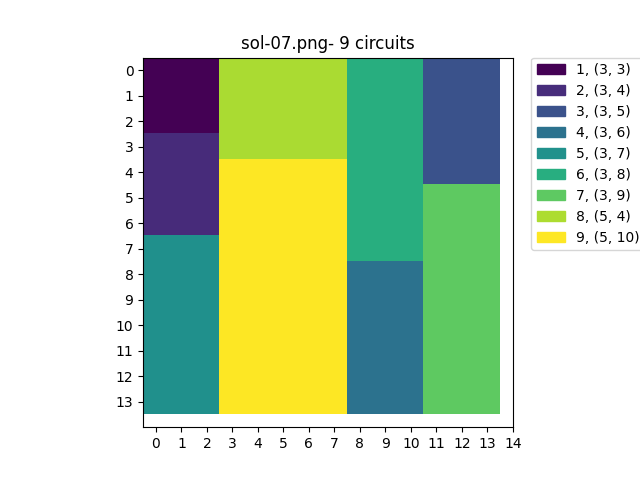 sol-07.png- 9 circuits
1, (3, 3)
2, (3, 4)
3, (3, 5)
4, (3, 6)
5, (3, 7)
6, (3, 8)
7, (3, 9)
8, (5, 4)
9, (5, 10)
0
1
2
3
4
5
6
7
8
9
10
11
12
13
0 1 2 3 4 5 6 7 8 9 10 11 12 13 14